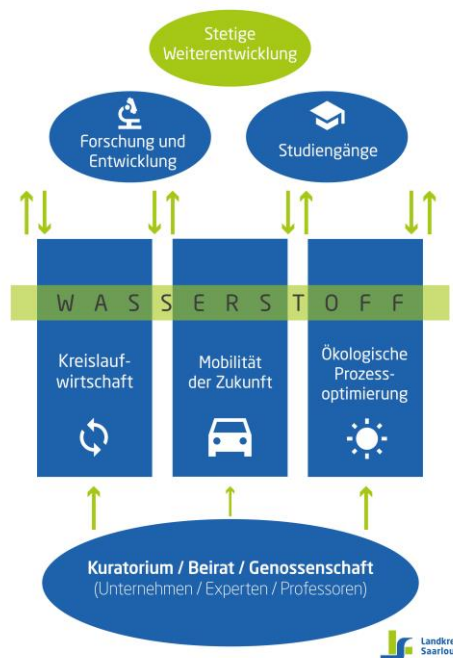 Stetige
Weiterentwicklung
Forschung und
Entwicklung
Studiengänge
WASSERSTOFF
Kreislauf-
wirtschaft
Mobilität
der Zukunft
Ökologische
Prozess-
optimierung
Kuratorium / Beirat / Genossenschaft
(Unternehmen / Experten / Professoren)